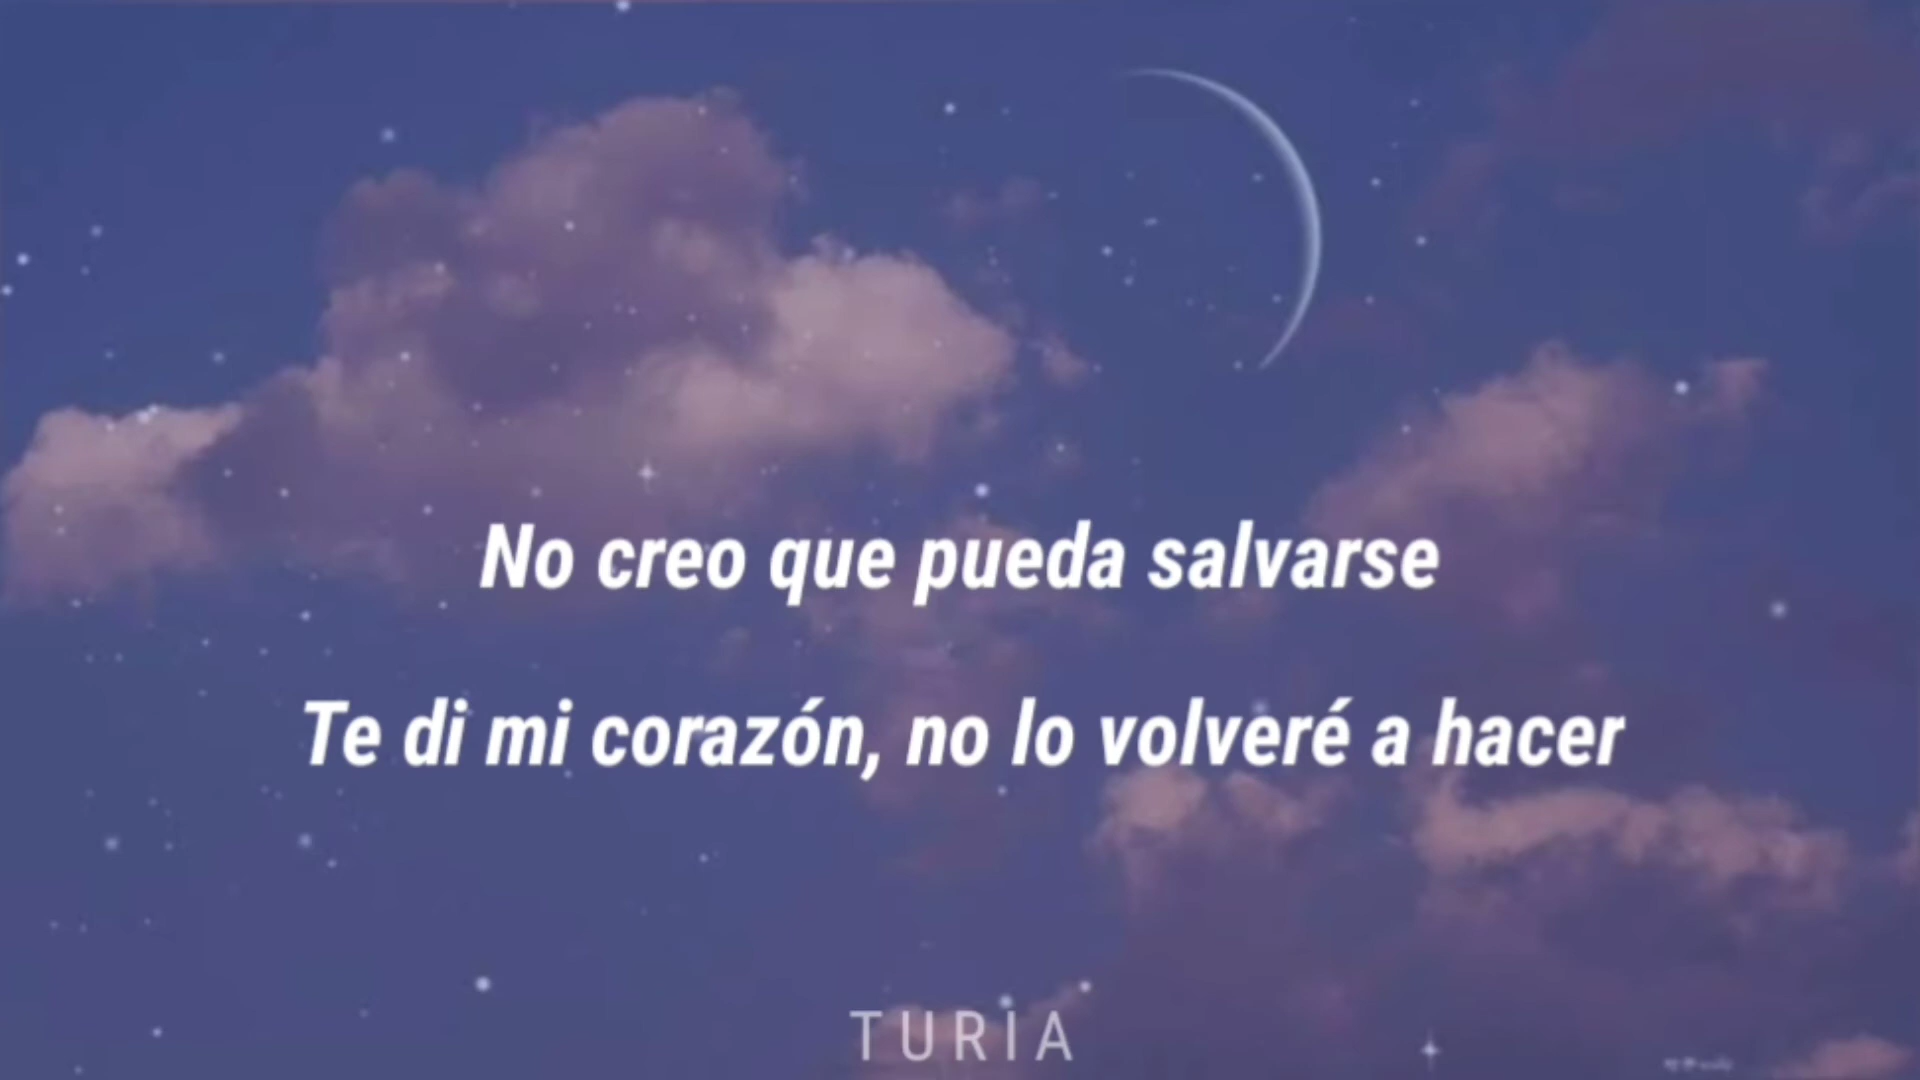 No creo que pueda salvarse
Te di mi corazón, no lo volveré a hacer
TURIA